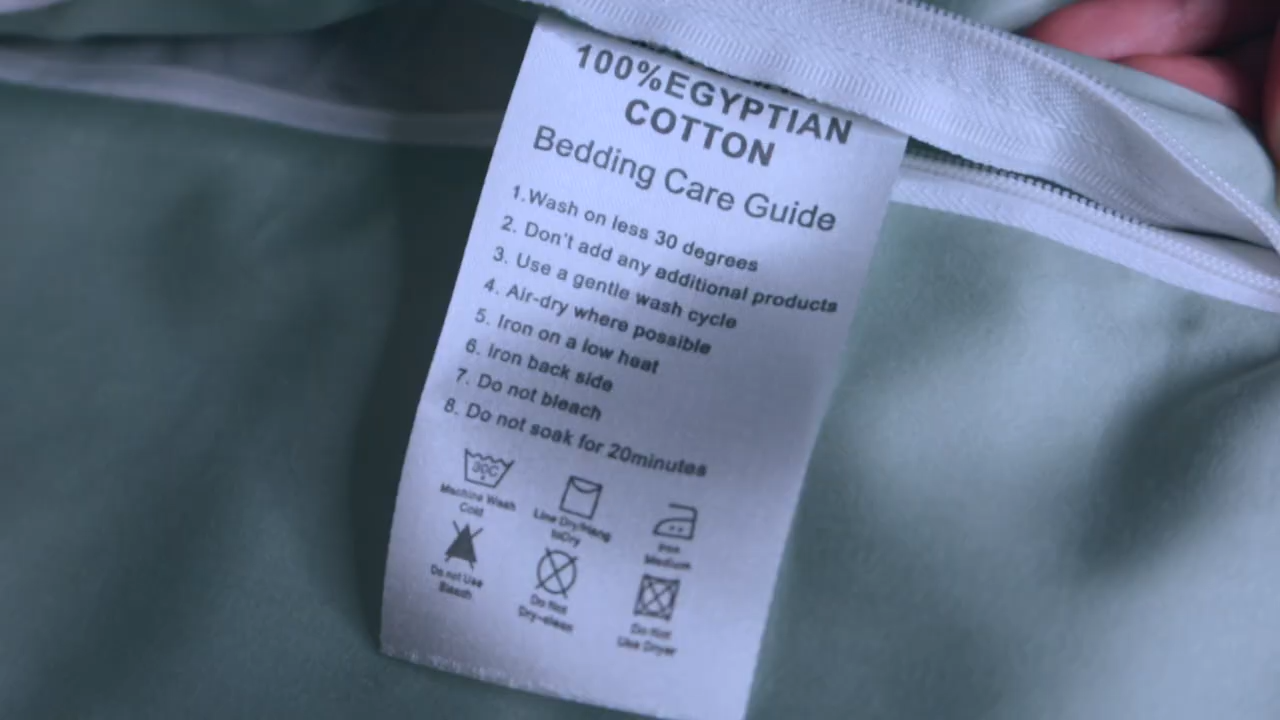 100%EGYPTIAN
COTTON
Bedding Care Guide
1.Wash on less 30 degrees
2. Don't add any additional products
3. Use a gentle wash cycle
4. Air-dry where possible
5. Iron on a low heat
6. Iron back side
7. Do not bleach
8. Do not soak for 20minutes
30C
Machine Wash
Cold
Line Dry/Hang
toDry
Iron
Medium
Do not Use
Bleach
Do Not
Dry-clean
Do Not
Use Dryer